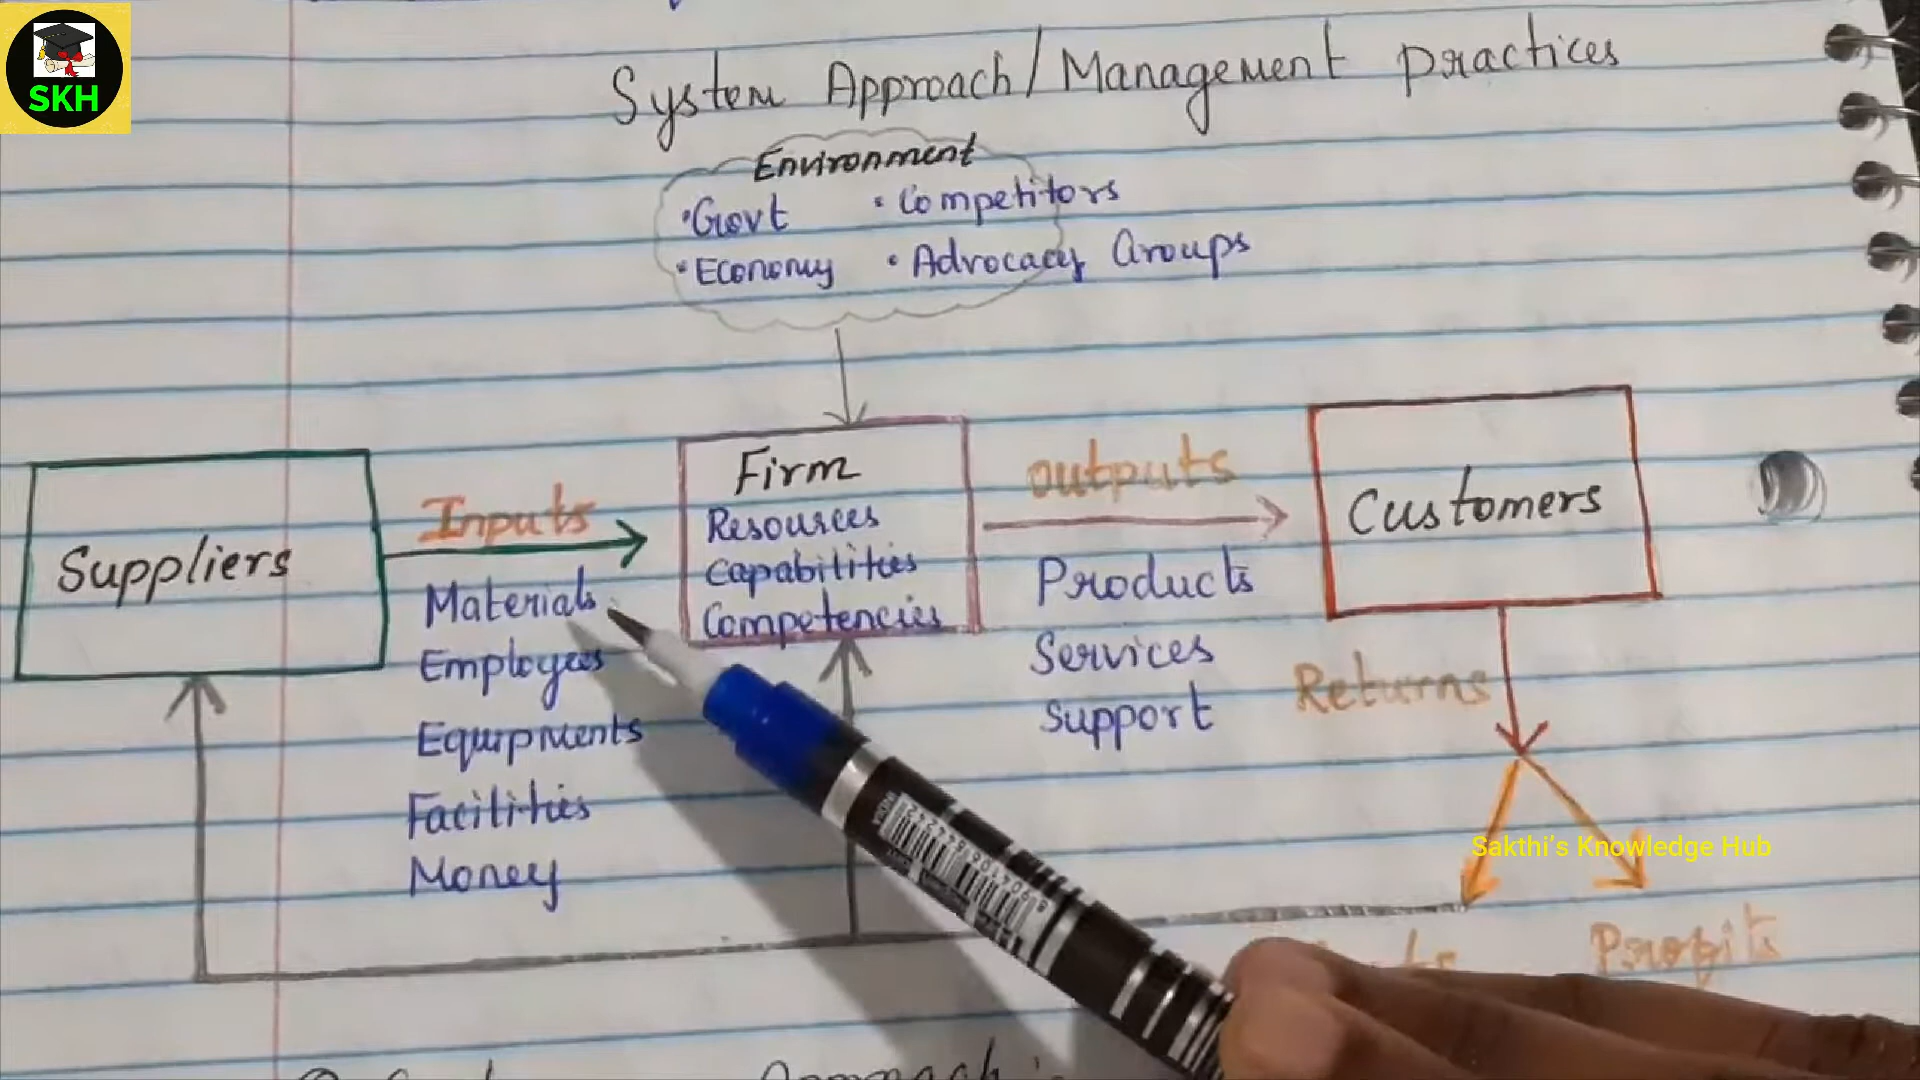 SKH
System Approach/Management practices
Environment
•Govt •Competitors
•Economy •Advocacy Groups
Suppliers
Inputs
Materials
Employees
Equipments
Facilities
Money
Firm
Resources
Capabilities
Competencies
outputs
Products
Services
Support
Customers
Returns
Sakthi's Knowledge Hub
Profits
Approach :